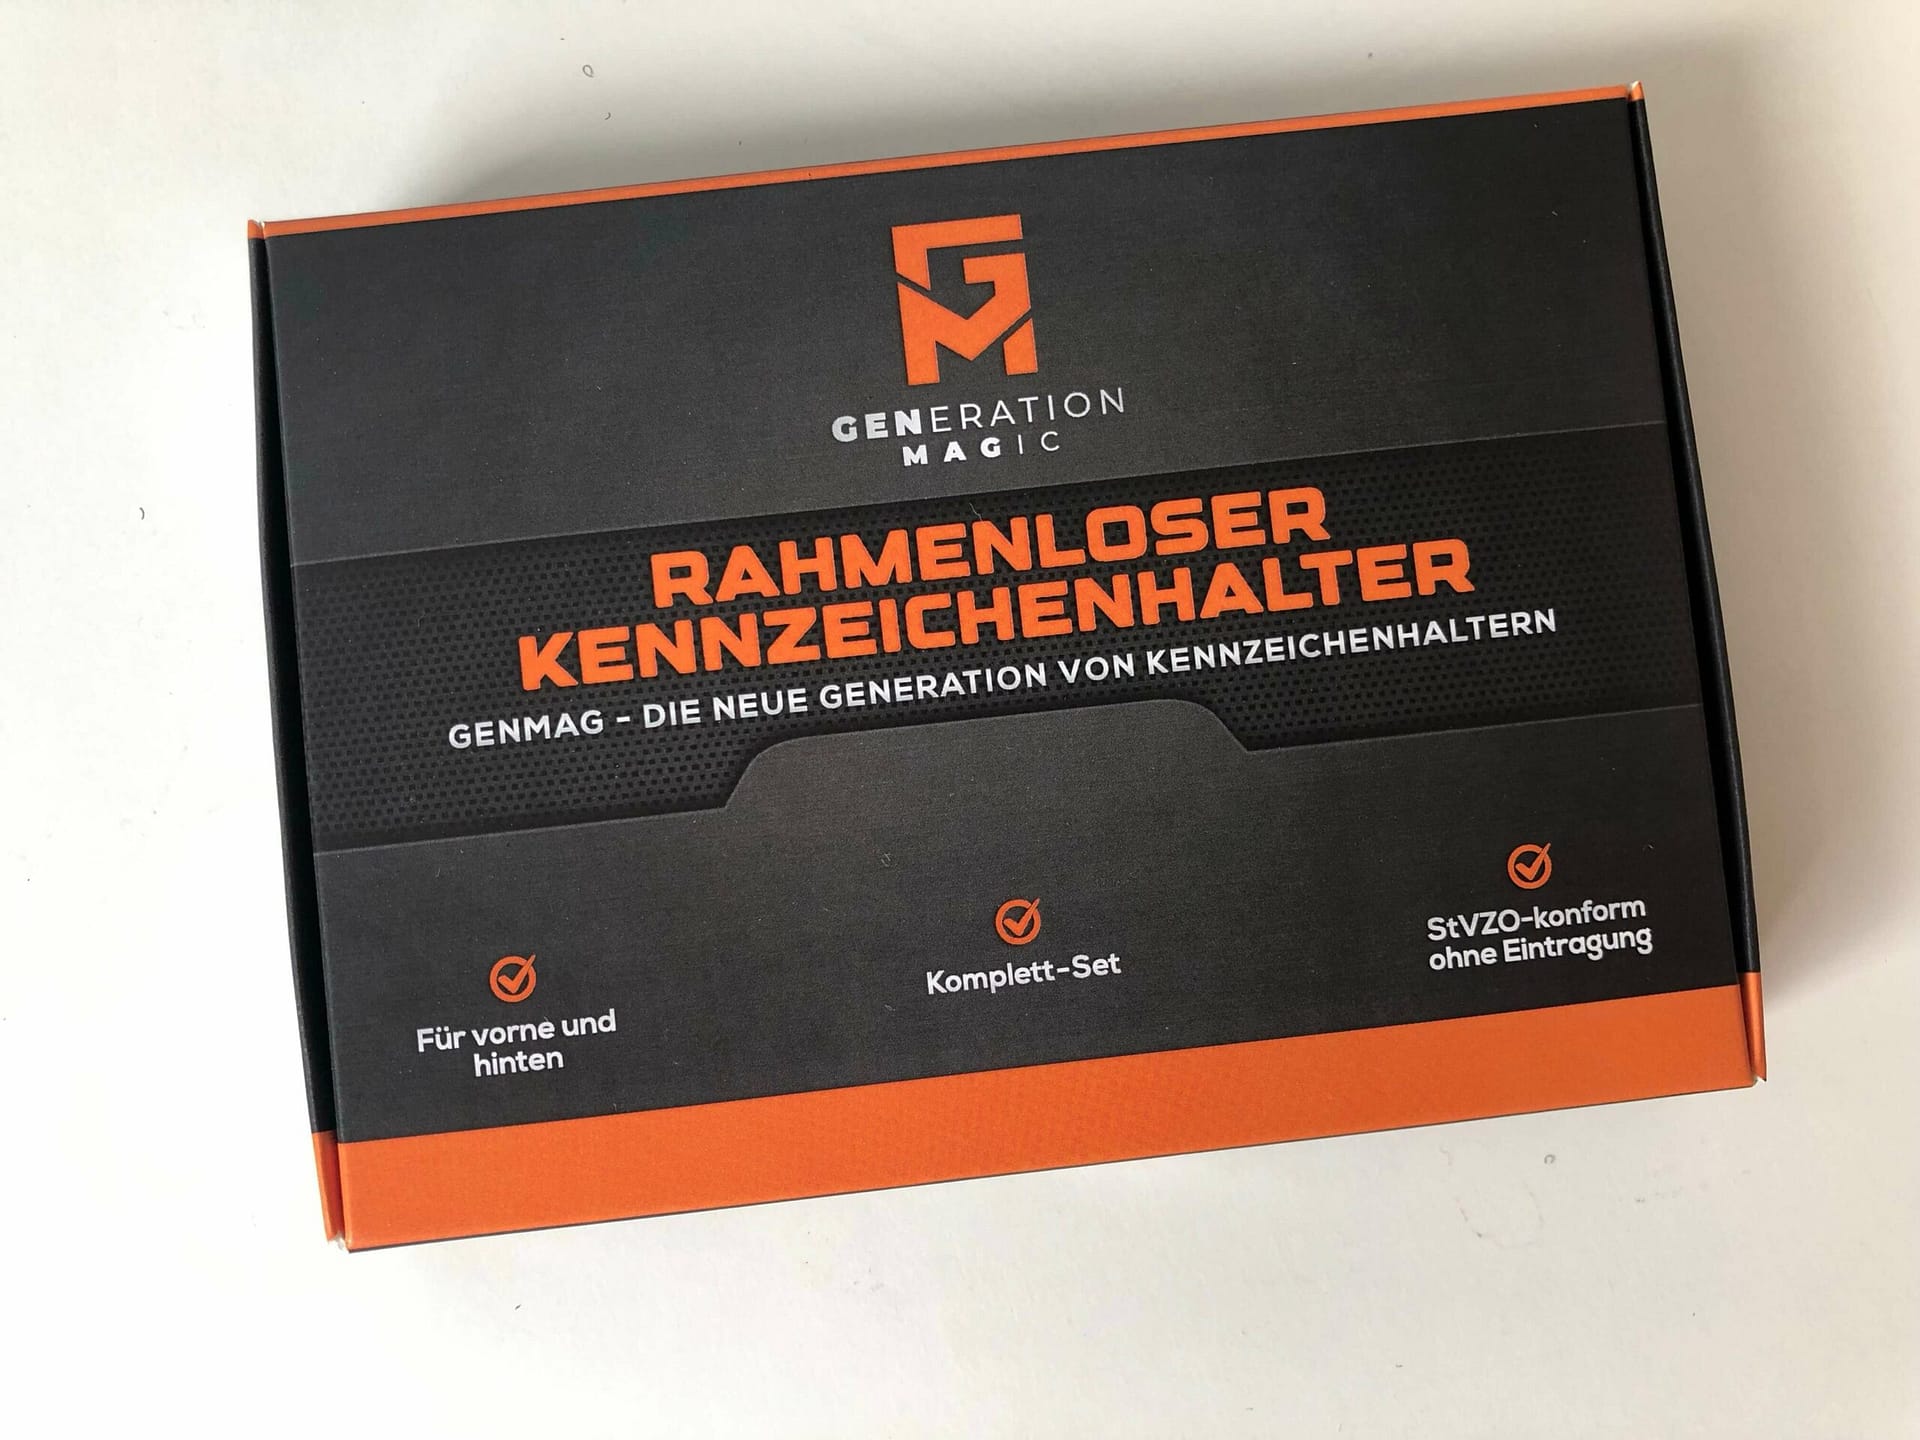 GM
GENERATION
MAGIC
RAHMENLOSER
KENNZEICHENHALTER
GENMAG - DIE NEUE GENERATION VON KENNZEICHENHALTERN
Für vorne und
hinten
Komplett-Set
StVZO-konform
ohne Eintragung